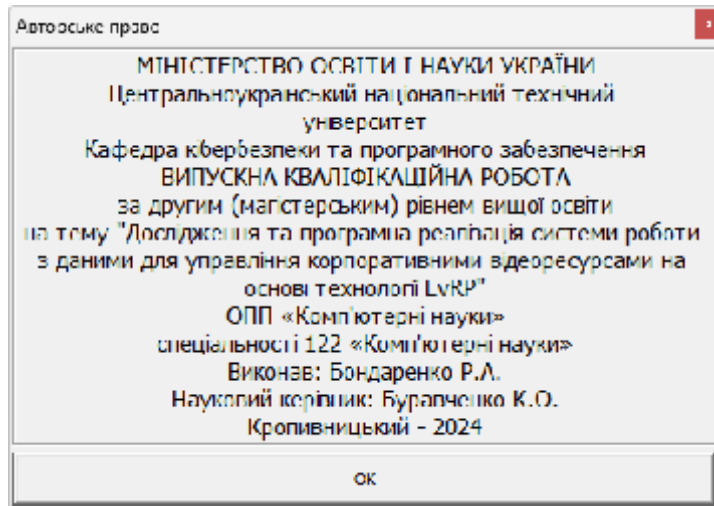 Авторське право
МІНІСТЕРСТВО ОСВІТИ І НАУКИ УКРАЇНИ
Центральноукраїнський національний технічний
університет
Кафедра кібербезпеки та програмного забезпечення
ВИПУСКНА КВАЛІФІКАЦІЙНА РОБОТА
за другим (магістерським) рівнем вищої освіти
на тему "Дослідження та програмна реалізація системи роботи
з даними для управління корпоративними відеоресурсами на
основі технології EvRP"
ОПП «Комп'ютерні науки»
спеціальності 122 «Комп'ютерні науки»
Виконав: Бондаренко Р.А.
Науковий керівник: Буравченко К.О.
Кропивницький - 2024
ОК